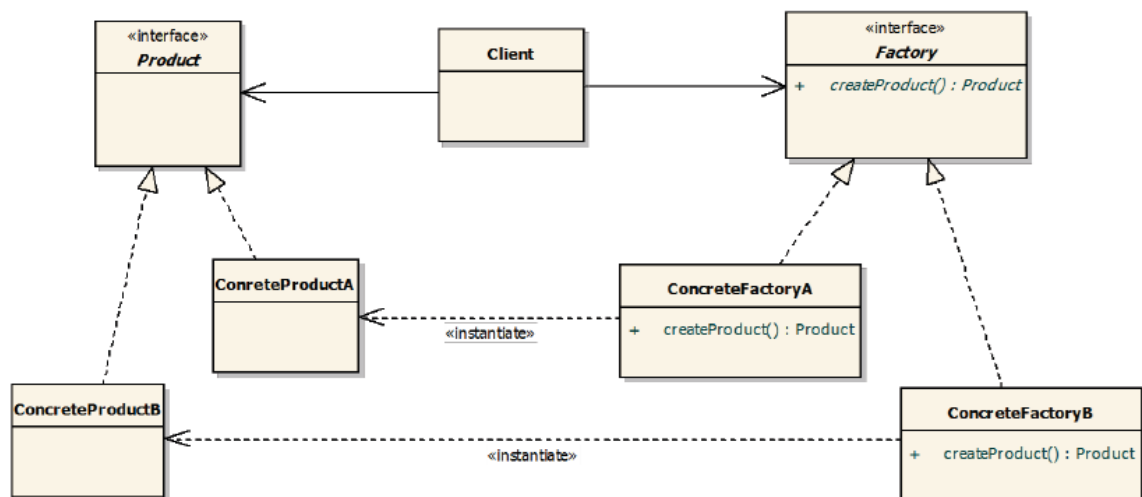 «interface»
Product
Client
«interface»
Factory
+ createProduct() : Product
ConreteProductA
ConcreteFactoryA
+ createProduct() : Product
«instantiate»
ConcreteProductB
ConcreteFactoryB
+ createProduct() : Product
«instantiate»